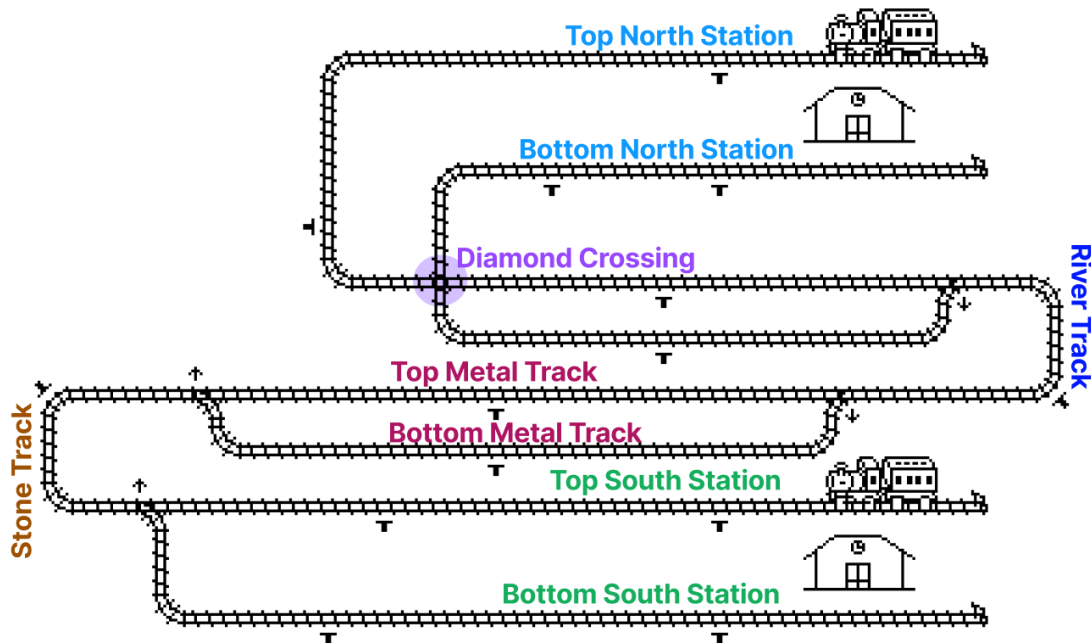 Top North Station
Bottom North Station
Diamond Crossing
River Track
Top Metal Track
Bottom Metal Track
Stone Track
Top South Station
Bottom South Station